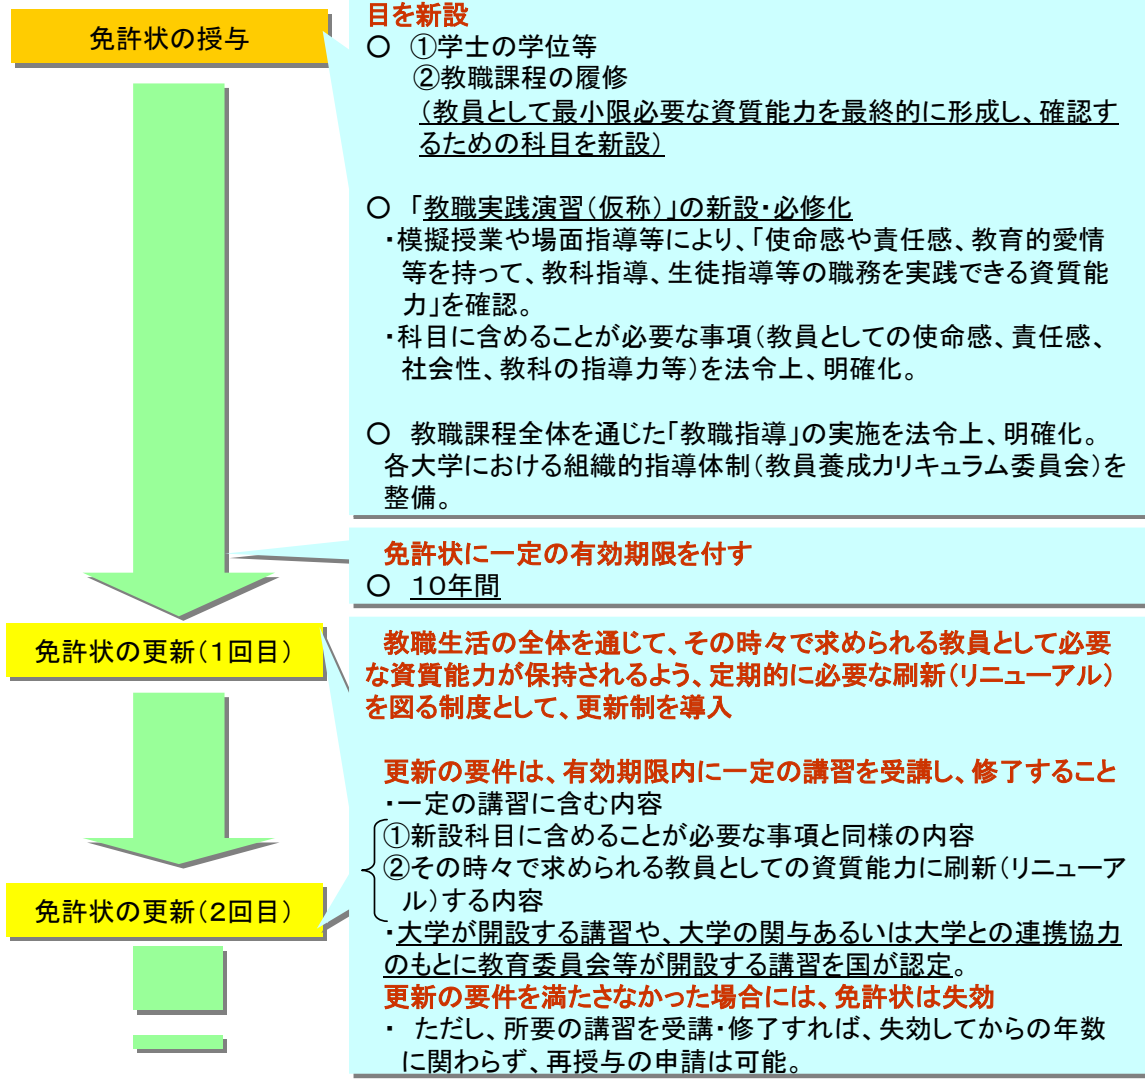 免許状の授与
目を新設
○ ①学士の学位等
②教職課程の履修
(教員として最小限必要な資質能力を最終的に形成し、確認す
るための科目を新設)
○ 「教職実践演習(仮称)」の新設・必修化
・模擬授業や場面指導等により、「使命感や責任感、教育的愛情
等を持って、教科指導、生徒指導等の職務を実践できる資質能
力」を確認。
・科目に含めることが必要な事項(教員としての使命感、責任感、
社会性、教科の指導力等)を法令上、明確化。
○ 教職課程全体を通じた「教職指導」の実施を法令上、明確化。
各大学における組織的指導体制(教員養成カリキュラム委員会)を
整備。
免許状に一定の有効期限を付す
○ 10年間
免許状の更新(1回目)
教職生活の全体を通じて、その時々で求められる教員として必要
な資質能力が保持されるよう、定期的に必要な刷新(リニューアル)
を図る制度として、更新制を導入
更新の要件は、有効期限内に一定の講習を受講し、修了すること
・一定の講習に含む内容
①新設科目に含めることが必要な事項と同様の内容
②その時々で求められる教員としての資質能力に刷新(リニューア
ル)する内容
免許状の更新(2回目)
・大学が開設する講習や、大学の関与あるいは大学との連携協力
のもとに教育委員会等が開設する講習を国が認定。
更新の要件を満たさなかった場合には、免許状は失効
・ ただし、所要の講習を受講・修了すれば、失効してからの年数
に関わらず、再授与の申請は可能。